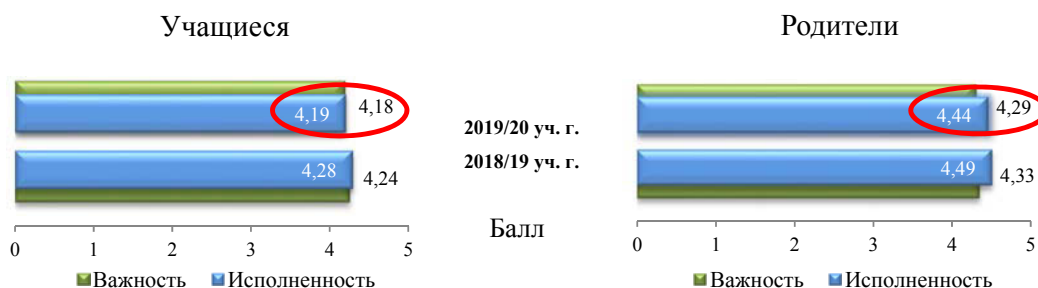 Учащиеся
4,19
4,18
4,28
4,24
0 1 2 3 4 5
Важность Исполненность
2019/20 уч. г.
2018/19 уч. г.
Балл
Родители
4,44
4,29
4,49
4,33
0 1 2 3 4 5
Важность Исполненность